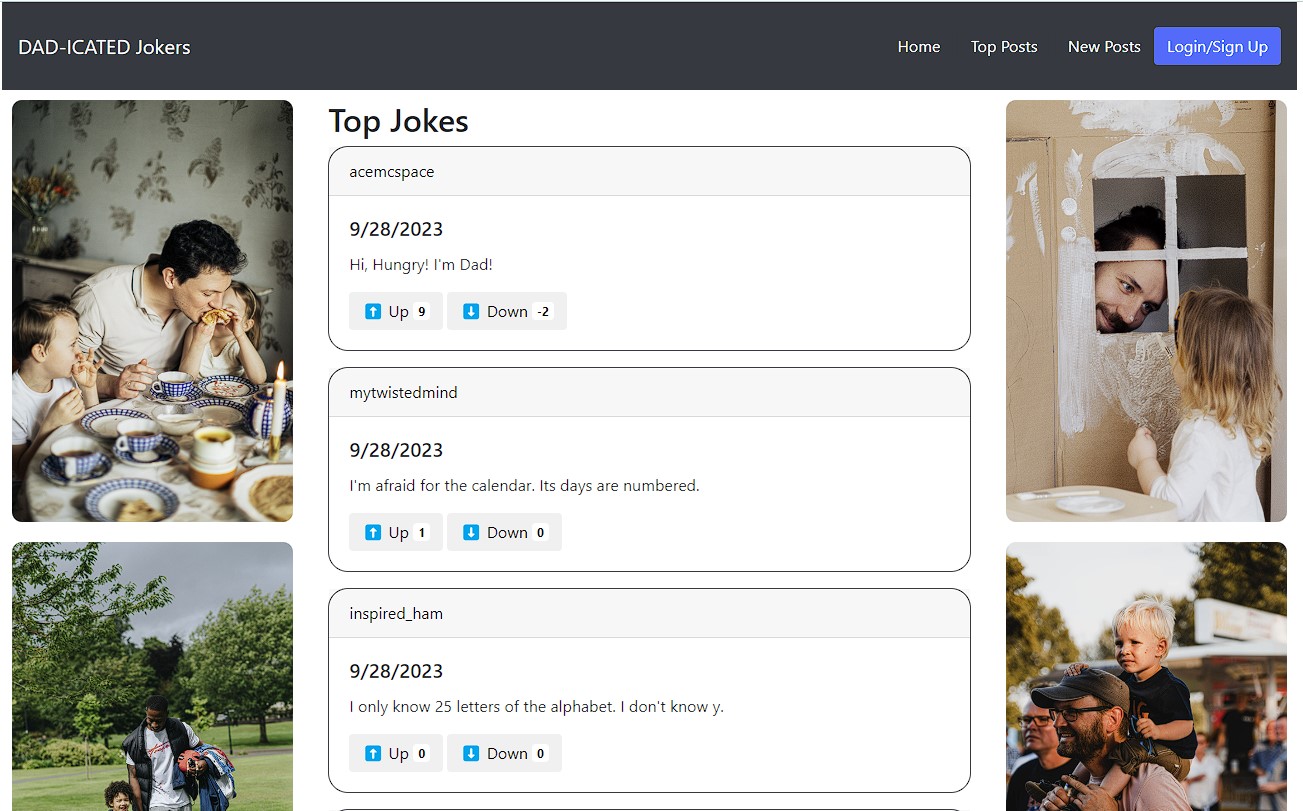 DAD-ICATED Jokers
Home
Top Posts
New Posts
Login/Sign Up
Top Jokes
acemcspace
9/28/2023
Hi, Hungry! I'm Dad!
Up 9
Down -2
mytwistedmind
9/28/2023
I'm afraid for the calendar. Its days are numbered.
Up 1
Down 0
inspired_ham
9/28/2023
I only know 25 letters of the alphabet. I don't know y.
Up 0
Down 0